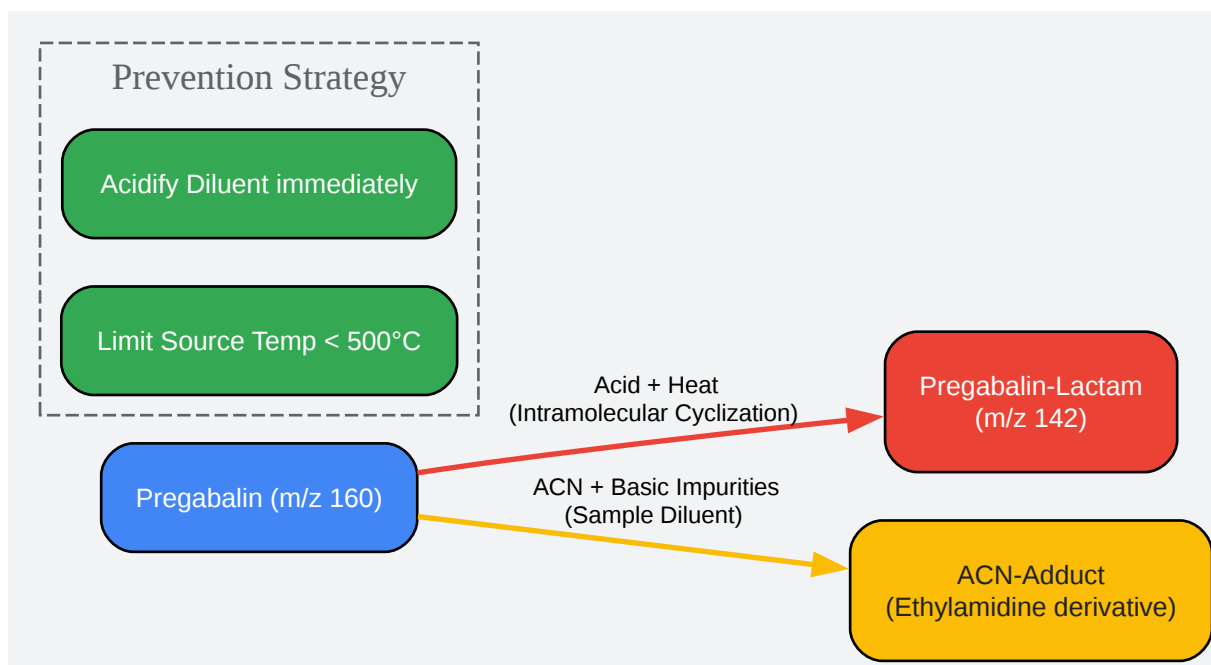 Prevention Strategy
Acidify Diluent immediately
Limit Source Temp < 500°C
Acid + Heat
(Intramolecular Cyclization)
Pregabalin-Lactam
(m/z 142)
Pregabalin (m/z 160)
ACN + Basic Impurities
(Sample Diluent)
ACN-Adduct
(Ethylamidine derivative)